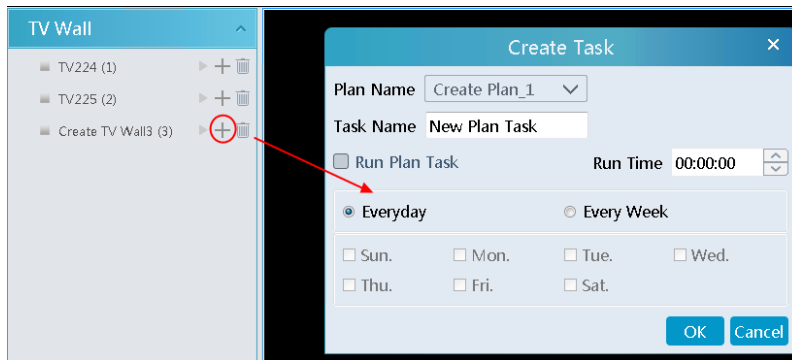 TV Wall
TV224 (1)
TV225 (2)
Create TV Wall3 (3)
Create Task
Plan Name Create Plan_1
Task Name New Plan Task
Run Plan Task Run Time 00:00:00
Everyday Every Week
Sun. Mon. Tue. Wed.
Thu. Fri. Sat.
OK Cancel